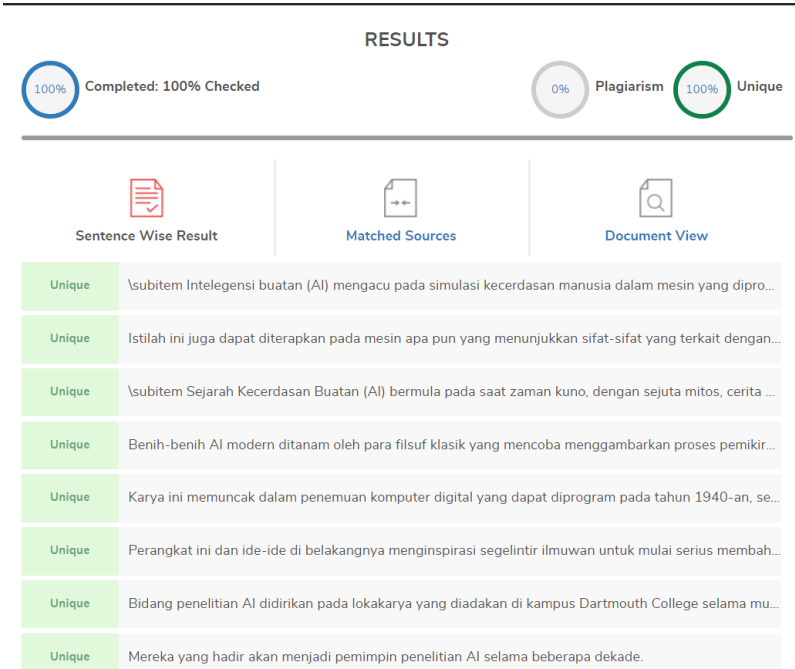 RESULTS
100% Completed: 100% Checked 0% Plagiarism 100% Unique
Sentence Wise Result Matched Sources Document View
Unique \subitem Intelegensi buatan (AI) mengacu pada simulasi kecerdasan manusia dalam mesin yang dipro...
Unique Istilah ini juga dapat diterapkan pada mesin apa pun yang menunjukkan sifat-sifat yang terkait dengan...
Unique \subitem Sejarah Kecerdasan Buatan (AI) bermula pada saat zaman kuno, dengan sejuta mitos, cerita ...
Unique Benih-benih AI modern ditanam oleh para filsuf klasik yang mencoba menggambarkan proses pemikir...
Unique Karya ini memuncak dalam penemuan komputer digital yang dapat diprogram pada tahun 1940-an, se...
Unique Perangkat ini dan ide-ide di belakangnya menginspirasi segelintir ilmuwan untuk mulai serius membah...
Unique Bidang penelitian AI didirikan pada lokakarya yang diadakan di kampus Dartmouth College selama mu...
Unique Mereka yang hadir akan menjadi pemimpin penelitian AI selama beberapa dekade.